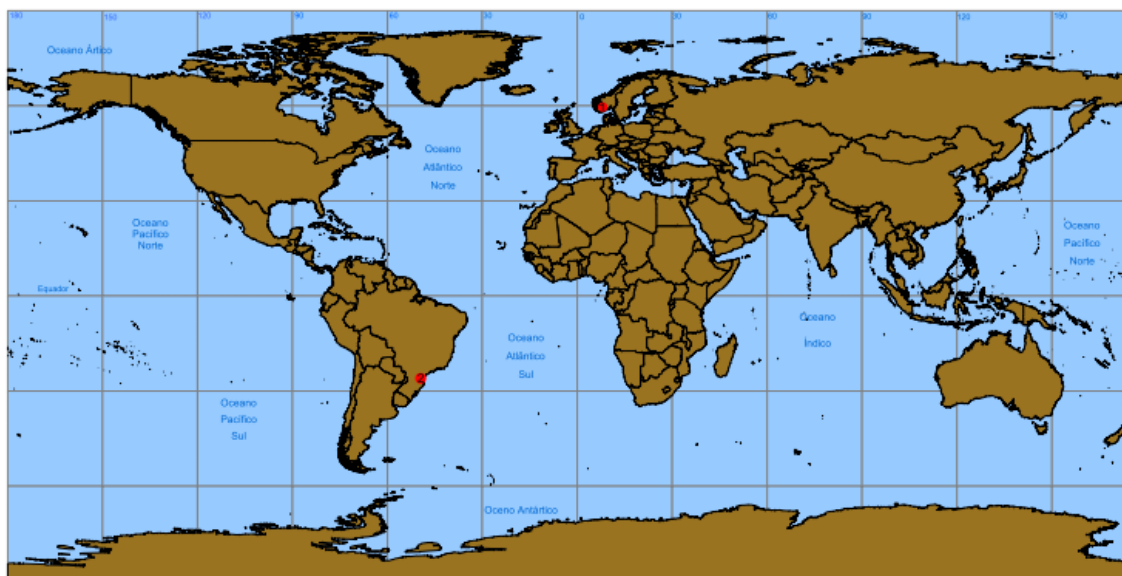 180
150
120
90
60
30
0
30
60
90
120
150
Oceano Ártico
Oceano
Atlântico
Norte
Oceano
Pacífico
Norte
Oceano
Pacífico
Norte
Equador
Oceano
Índico
Oceano
Atlântico
Sul
Oceano
Pacífico
Sul
Oceno Antártico